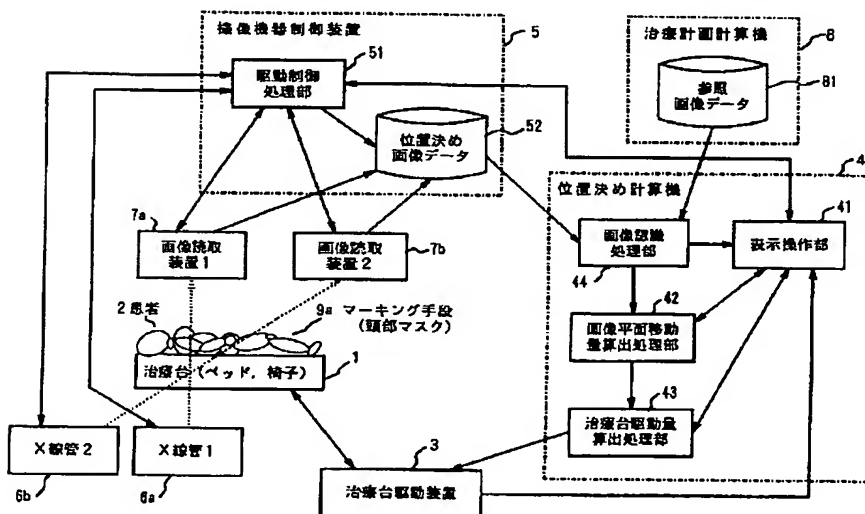 撮像機器制御装置
5
51
駆動制御
処理部
位置決め
画像データ
52
治療計画計算機
8
参照
画像データ
81
4
位置決め計算機
41
画像認識
処理部
44
表示操作部
42
画像平面移動
量算出処理部
43
治療台駆動量
算出処理部
7a
画像読取
装置1
画像読取
装置2
7b
2患者
9a
マーキング手段
(頭部マスク)
治療台(ベッド,椅子)
1
X線管2
6b
X線管1
6a
3
治療台駆動装置